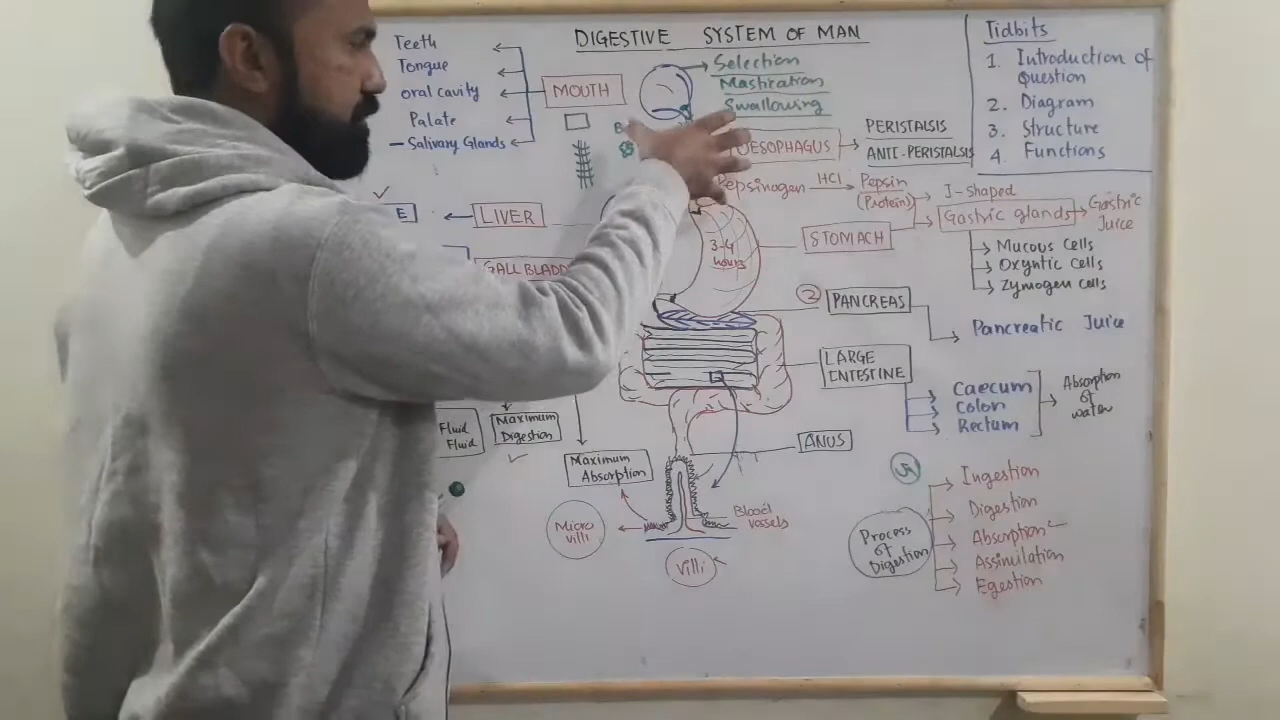 DIGESTIVE SYSTEM OF MAN
Teeth
Tongue
oral cavity
Palate
Salivary Glands
MOUTH
Selection
Mastiration
Swallowing
OESOPHAGUS
PERISTALSIS
ANTI-PERISTALSIS
Tidbits
1. Introduction of
Question
2. Diagram
3. Structure
4. Functions
Pepsinogen HCl Pepsin
(Protein)
J-shaped
Gastric glands
Gastric
Juice
Mucous Cells
Oxyntic Cells
Zymogen Cells
E
LIVER
GALL BLADD
3-4
hours
STOMACH
2
PANCREAS
Pancreatic Juice
LARGE
INTESTINE
Caecum
Colon
Rectum
Absorption
of
water
ANUS
Fluid
Fluid
Maximum
Digestion
Maximum
Absorption
Micro
villi
Blood
vessels
Villi
Process
of
Digestion
Ingestion
Digestion
Absorption
Assimilation
Egestion